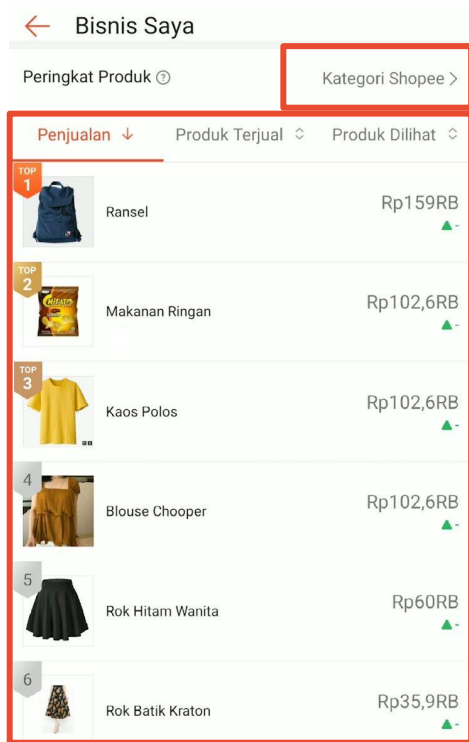 Bisnis Saya
Peringkat Produk ?
Kategori Shopee >
Penjualan ↓ Produk Terjual Produk Dilihat
TOP
1
Ransel
Rp159RB
-
TOP
2
Makanan Ringan
Rp102,6RB
-
TOP
3
Kaos Polos
Rp102,6RB
-
4
Blouse Chooper
Rp102,6RB
-
5
Rok Hitam Wanita
Rp60RB
-
6
Rok Batik Kraton
Rp35,9RB
-